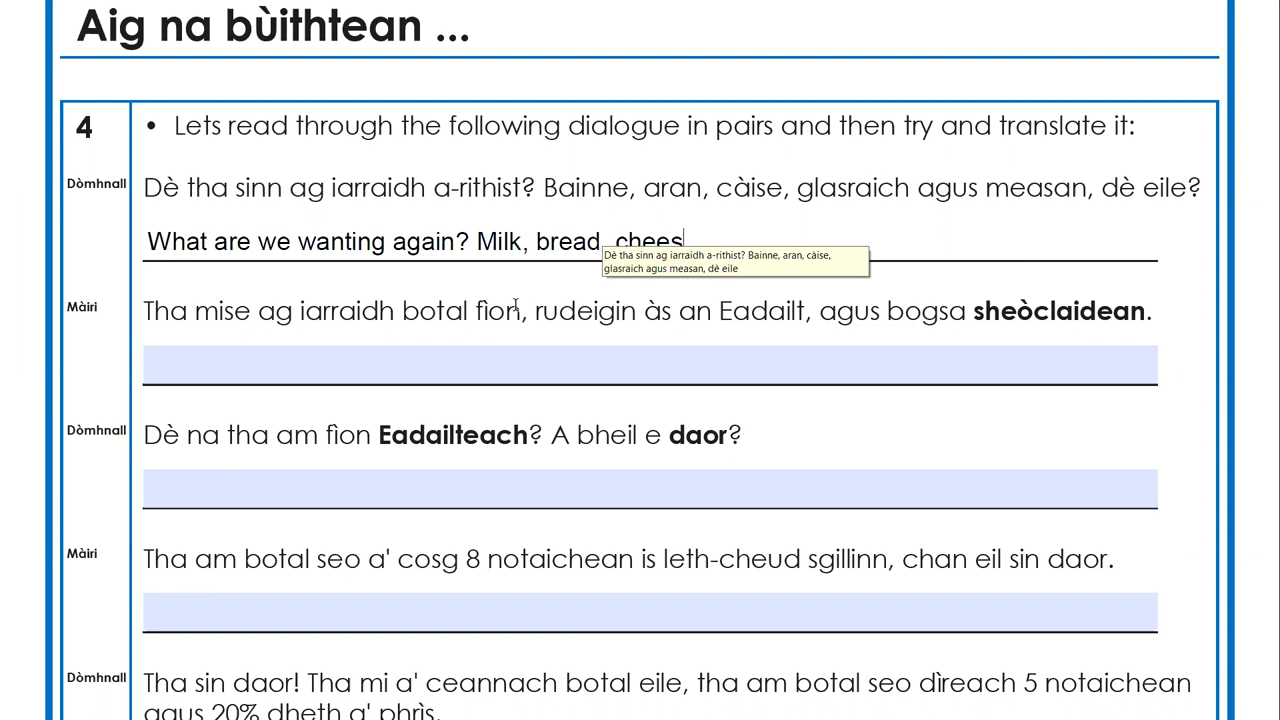 Aig na bùithtean ...
4 • Lets read through the following dialogue in pairs and then try and translate it:
Dòmhnall Dè tha sinn ag iarraidh a-rithist? Bainne, aran, càise, glasraich agus measan, dè eile?
What are we wanting again? Milk, bread, chees
Dè tha sinn ag iarraidh a-rithist? Bainne, aran, càise,
glasraich agus measan, dè eile
Màiri Tha mise ag iarraidh botal fìon, rudeigin às an Eadailt, agus bogsa sheòclaidean.
Dòmhnall Dè na tha am fìon Eadailteach? A bheil e daor?
Màiri Tha am botal seo a' cosg 8 notaichean is leth-cheud sgillinn, chan eil sin daor.
Dòmhnall Tha sin daor! Tha mi a' ceannach botal eile, tha am botal seo dìreach 5 notaichean
agus 20% dheth a' phrìs.